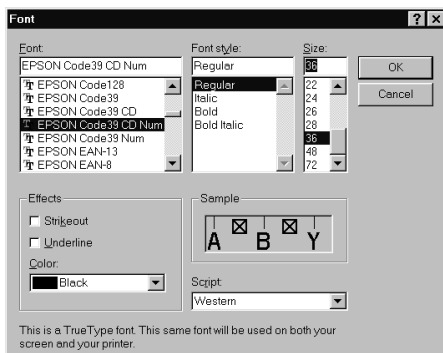 Font
Font:
Font style:
Size:
EPSON Code39 CD Num
Regular
36
OK
Cancel
EPSON Code128
EPSON Code39
EPSON Code39 CD
EPSON Code39 CD Num
EPSON Code39 Num
EPSON EAN-13
EPSON EAN-8
Regular
Italic
Bold
Bold Italic
22
24
26
28
36
48
72
Effects
Strikeout
Underline
Color:
Black
Sample
A B Y
Script:
Western
This is a TrueType font. This same font will be used on both your
screen and your printer.